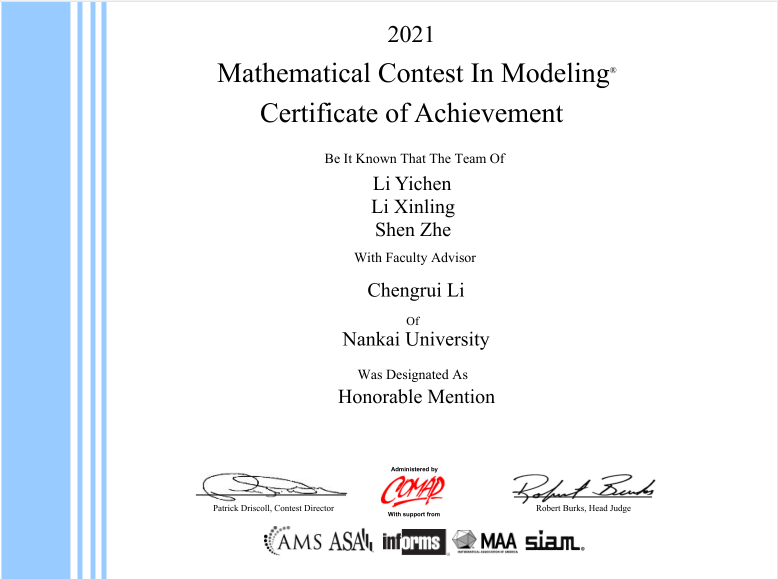 2021
Mathematical Contest In Modeling®
Certificate of Achievement
Be It Known That The Team Of
Li Yichen
Li Xinling
Shen Zhe
With Faculty Advisor
Chengrui Li
Of
Nankai University
Was Designated As
Honorable Mention
Administered by
COMAP
With support from
Patrick Driscoll, Contest Director
Robert Burks
Robert Burks, Head Judge
AMS ASA informs MAA siam.
MATHEMATICAL ASSOCIATION OF AMERICA